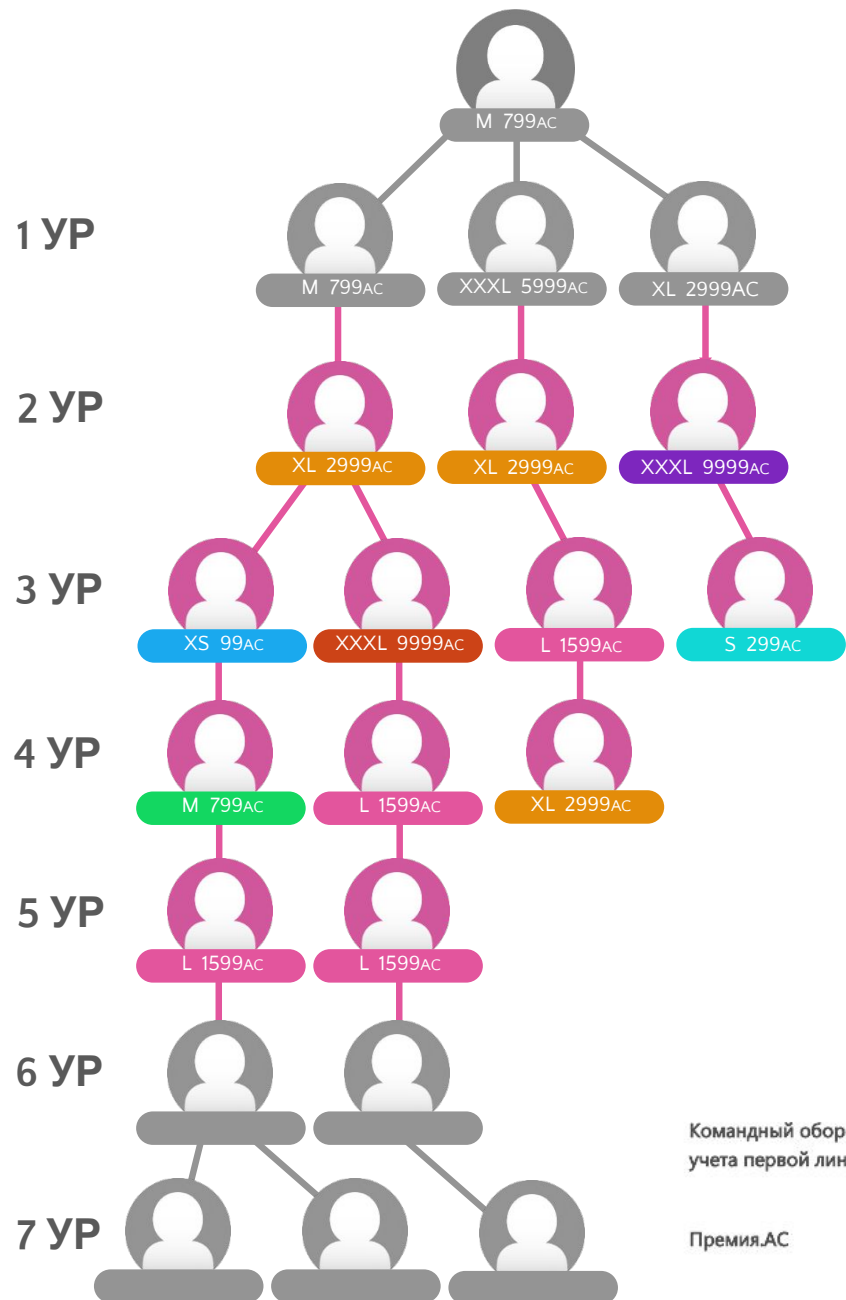 M 799AC
1 УР
M 799AC
XXXL 5999AC
XL 2999AC
2 УР
XL 2999AC
XL 2999AC
XXXL 9999AC
3 УР
XS 99AC
XXXL 9999AC
L 1599AC
S 299AC
4 УР
M 799AC
L 1599AC
XL 2999AC
5 УР
L 1599AC
L 1599AC
6 УР
Командный обор
учета первой лин
7 УР
Премия.АС